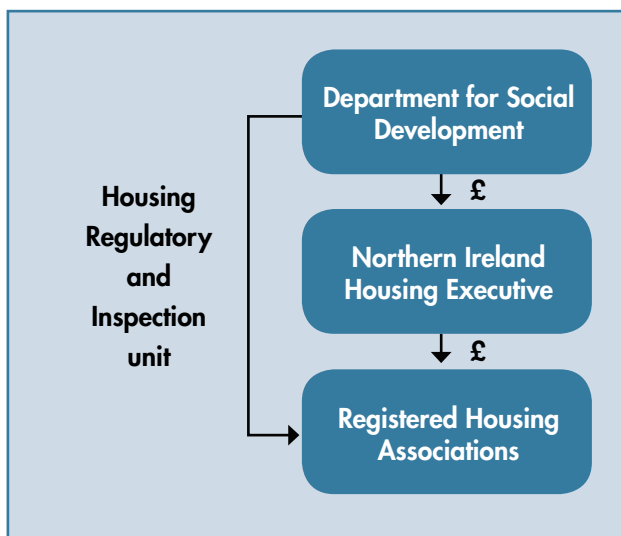 Department for Social
Development
£
Housing
Regulatory
and
Inspection
unit
Northern Ireland
Housing Executive
£
Registered Housing
Associations